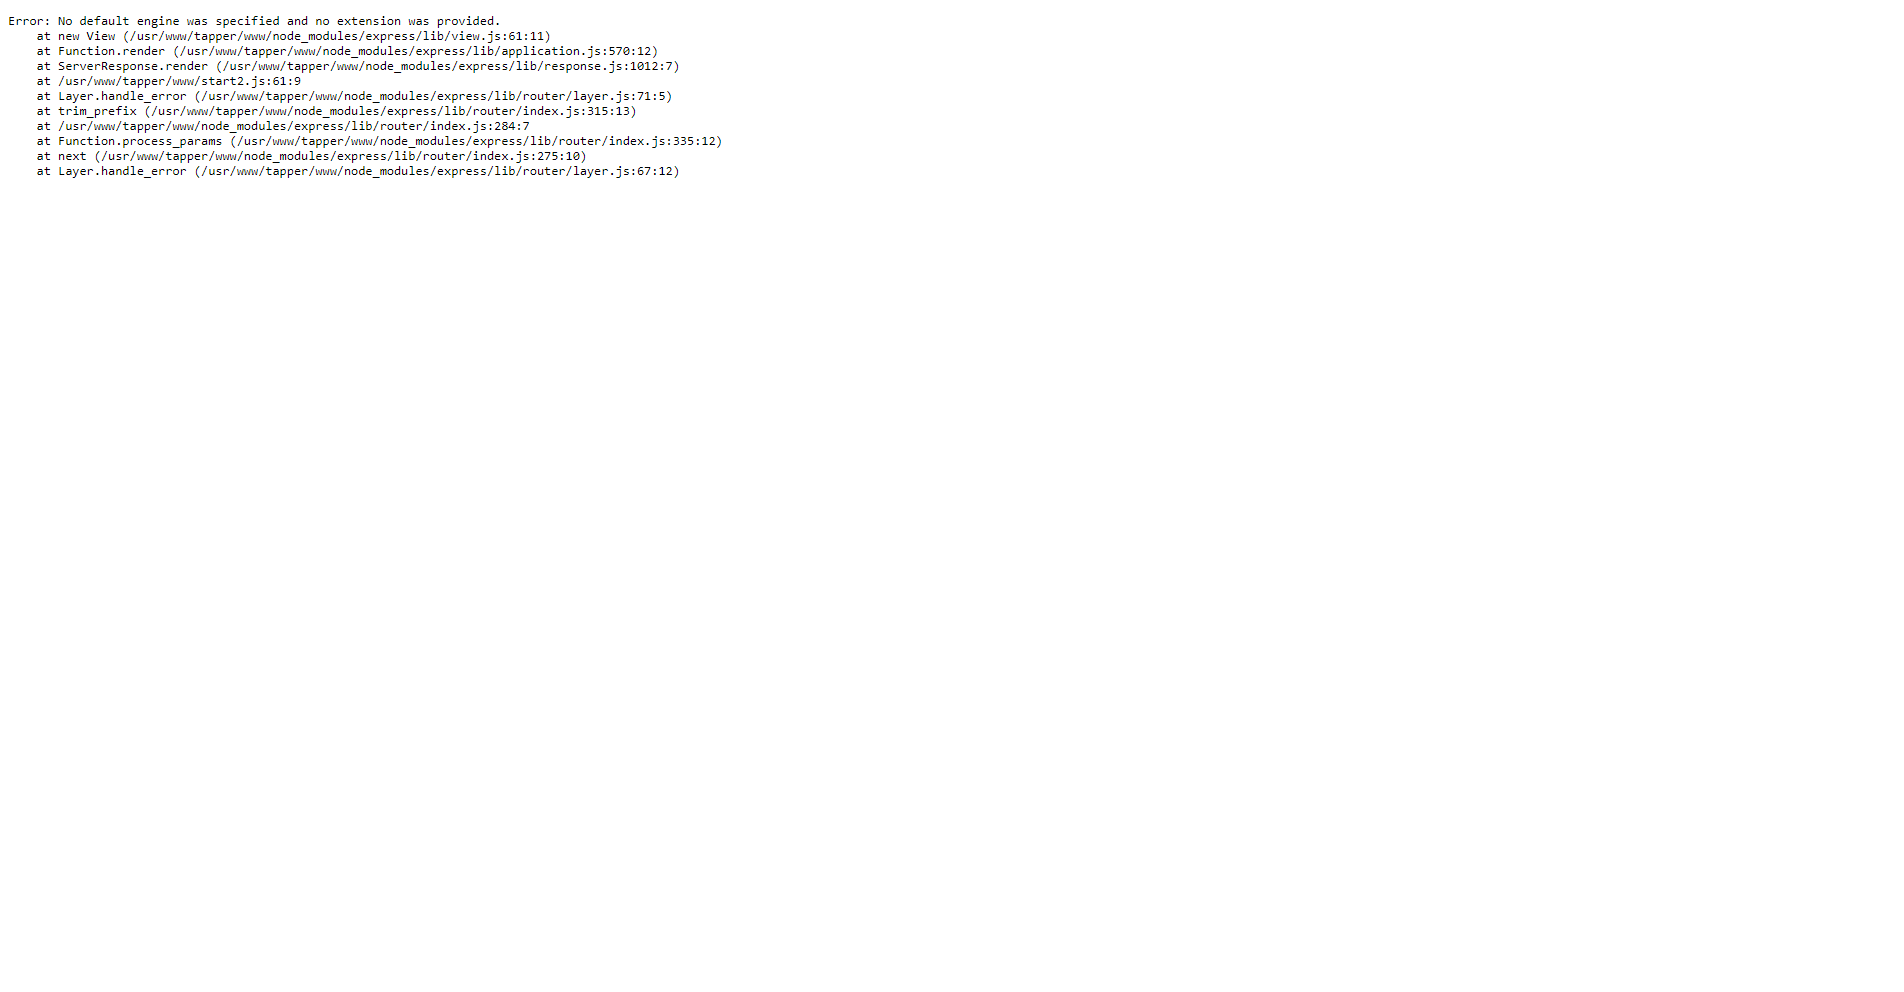 Error: No default engine was specified and no extension was provided.
    at new View (/usr/www/tapper/www/node_modules/express/lib/view.js:61:11)
    at Function.render (/usr/www/tapper/www/node_modules/express/lib/application.js:570:12)
    at ServerResponse.render (/usr/www/tapper/www/node_modules/express/lib/response.js:1012:7)
    at /usr/www/tapper/www/start2.js:61:9
    at Layer.handle_error (/usr/www/tapper/www/node_modules/express/lib/router/layer.js:71:5)
    at trim_prefix (/usr/www/tapper/www/node_modules/express/lib/router/index.js:315:13)
    at /usr/www/tapper/www/node_modules/express/lib/router/index.js:284:7
    at Function.process_params (/usr/www/tapper/www/node_modules/express/lib/router/index.js:335:12)
    at next (/usr/www/tapper/www/node_modules/express/lib/router/index.js:275:10)
    at Layer.handle_error (/usr/www/tapper/www/node_modules/express/lib/router/layer.js:67:12)